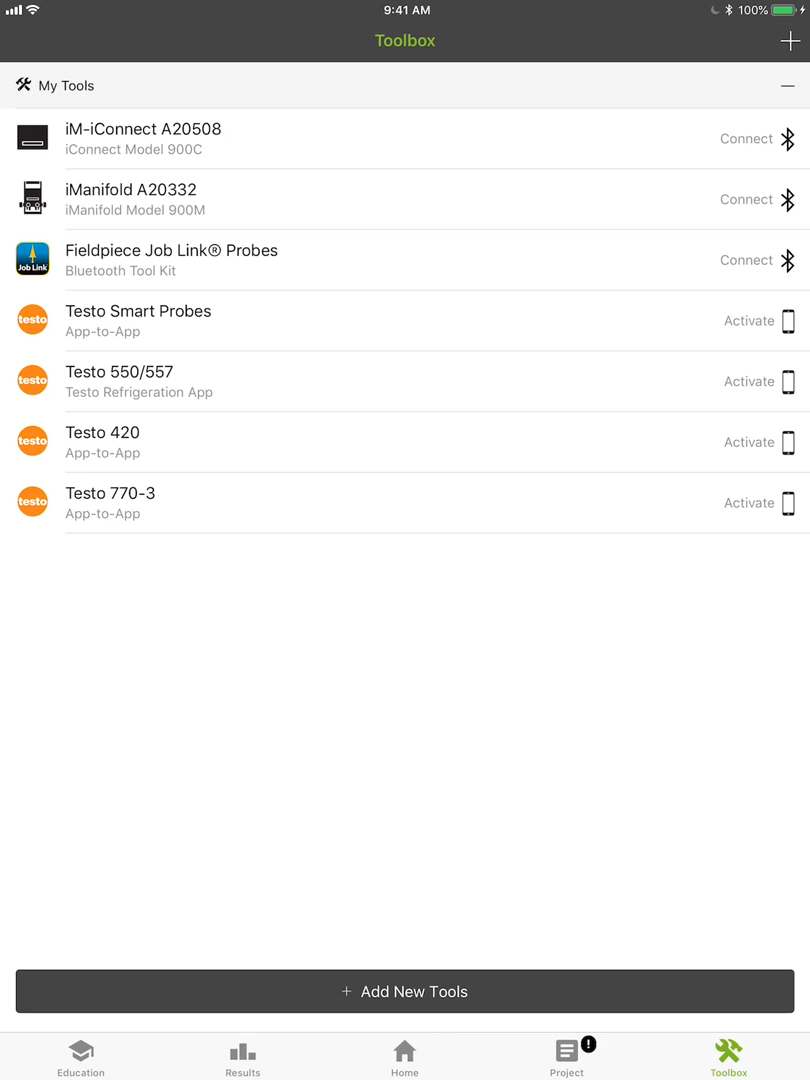 9:41 AM
100%
Toolbox
My Tools
iM-iConnect A20508
iConnect Model 900C
Connect
iManifold A20332
iManifold Model 900M
Connect
Job Link
Fieldpiece Job Link® Probes
Bluetooth Tool Kit
Connect
testo
Testo Smart Probes
App-to-App
Activate
testo
Testo 550/557
Testo Refrigeration App
Activate
testo
Testo 420
App-to-App
Activate
testo
Testo 770-3
App-to-App
Activate
+ Add New Tools
Education
Results
Home
!
Project
Toolbox